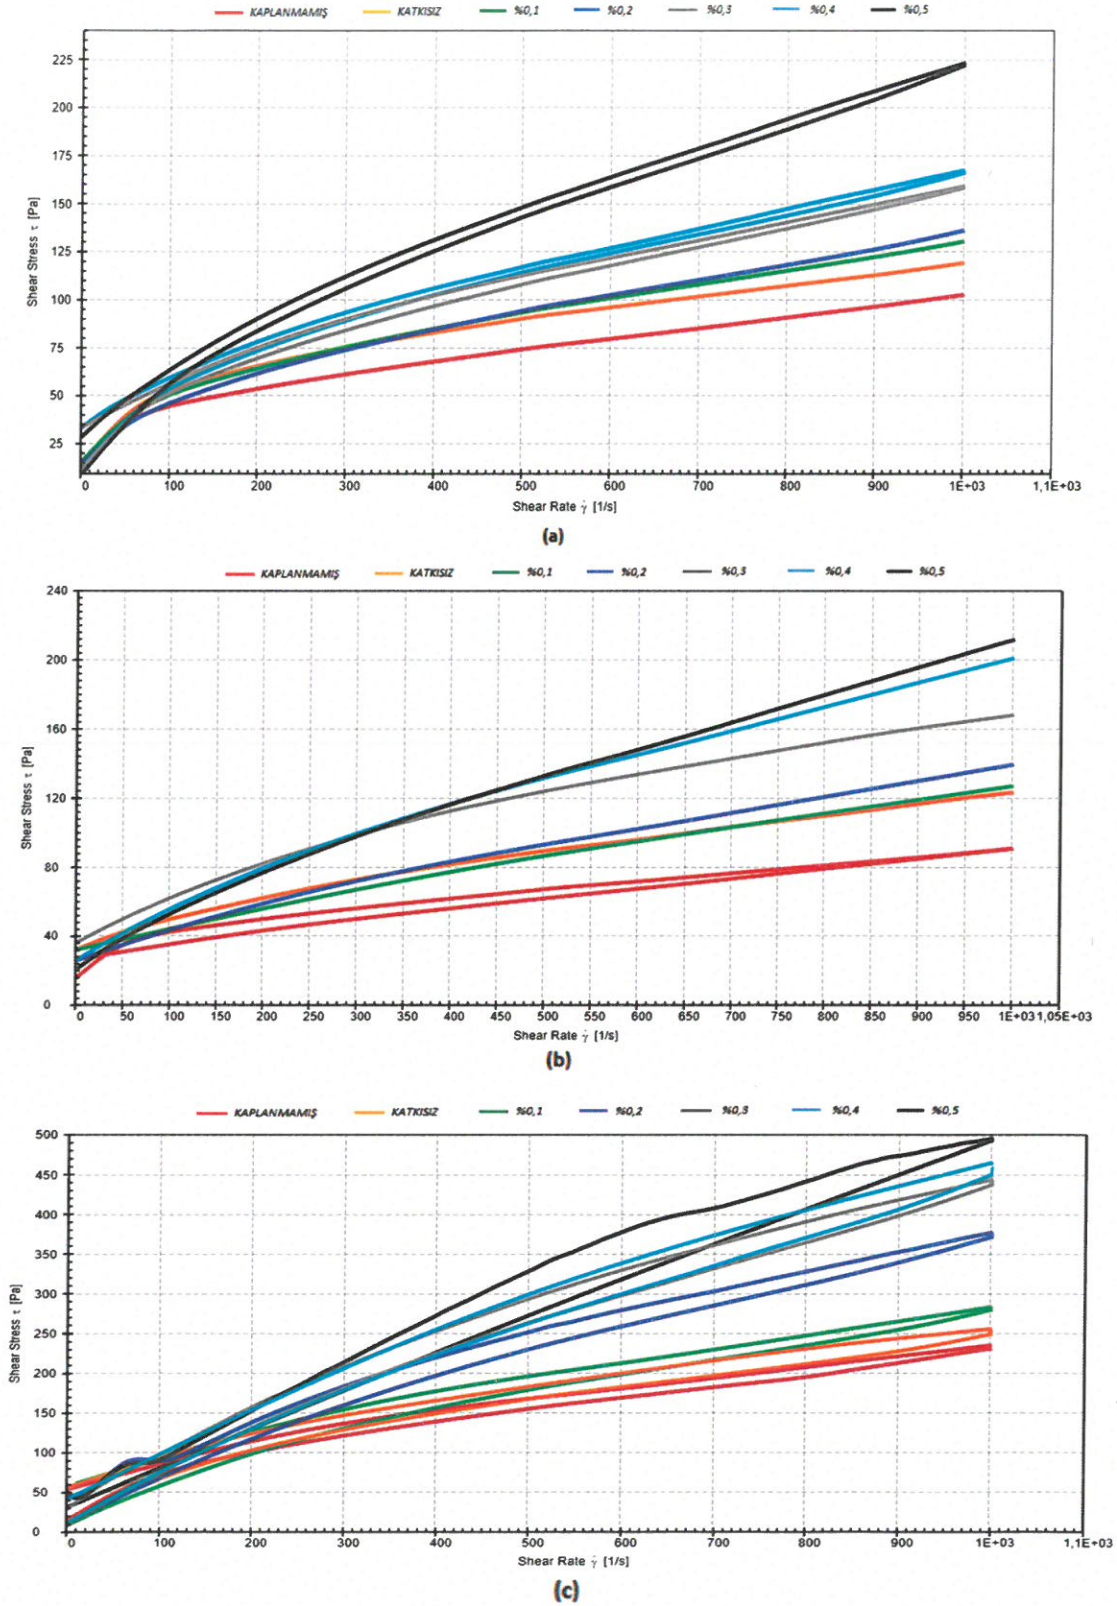 KAPLANMAMIŞ KATKISIZ %0,1 %0,2 %0,3 %0,4 %0,5
225
200
175
150
125
100
75
50
25
Shear Stress τ [Pa]
0 100 200 300 400 500 600 700 800 900 1E+03 1,1E+03
Shear Rate γ̇ [1/s]
(a)
KAPLANMAMIŞ KATKISIZ %0,1 %0,2 %0,3 %0,4 %0,5
240
200
160
120
80
40
0
Shear Stress τ [Pa]
0 50 100 150 200 250 300 350 400 450 500 550 600 650 700 750 800 850 900 950 1E+03 1,05E+03
Shear Rate γ̇ [1/s]
(b)
KAPLANMAMIŞ KATKISIZ %0,1 %0,2 %0,3 %0,4 %0,5
500
450
400
350
300
250
200
150
100
50
0
Shear Stress τ [Pa]
0 100 200 300 400 500 600 700 800 900 1E+03 1,1E+03
Shear Rate γ̇ [1/s]
(c)